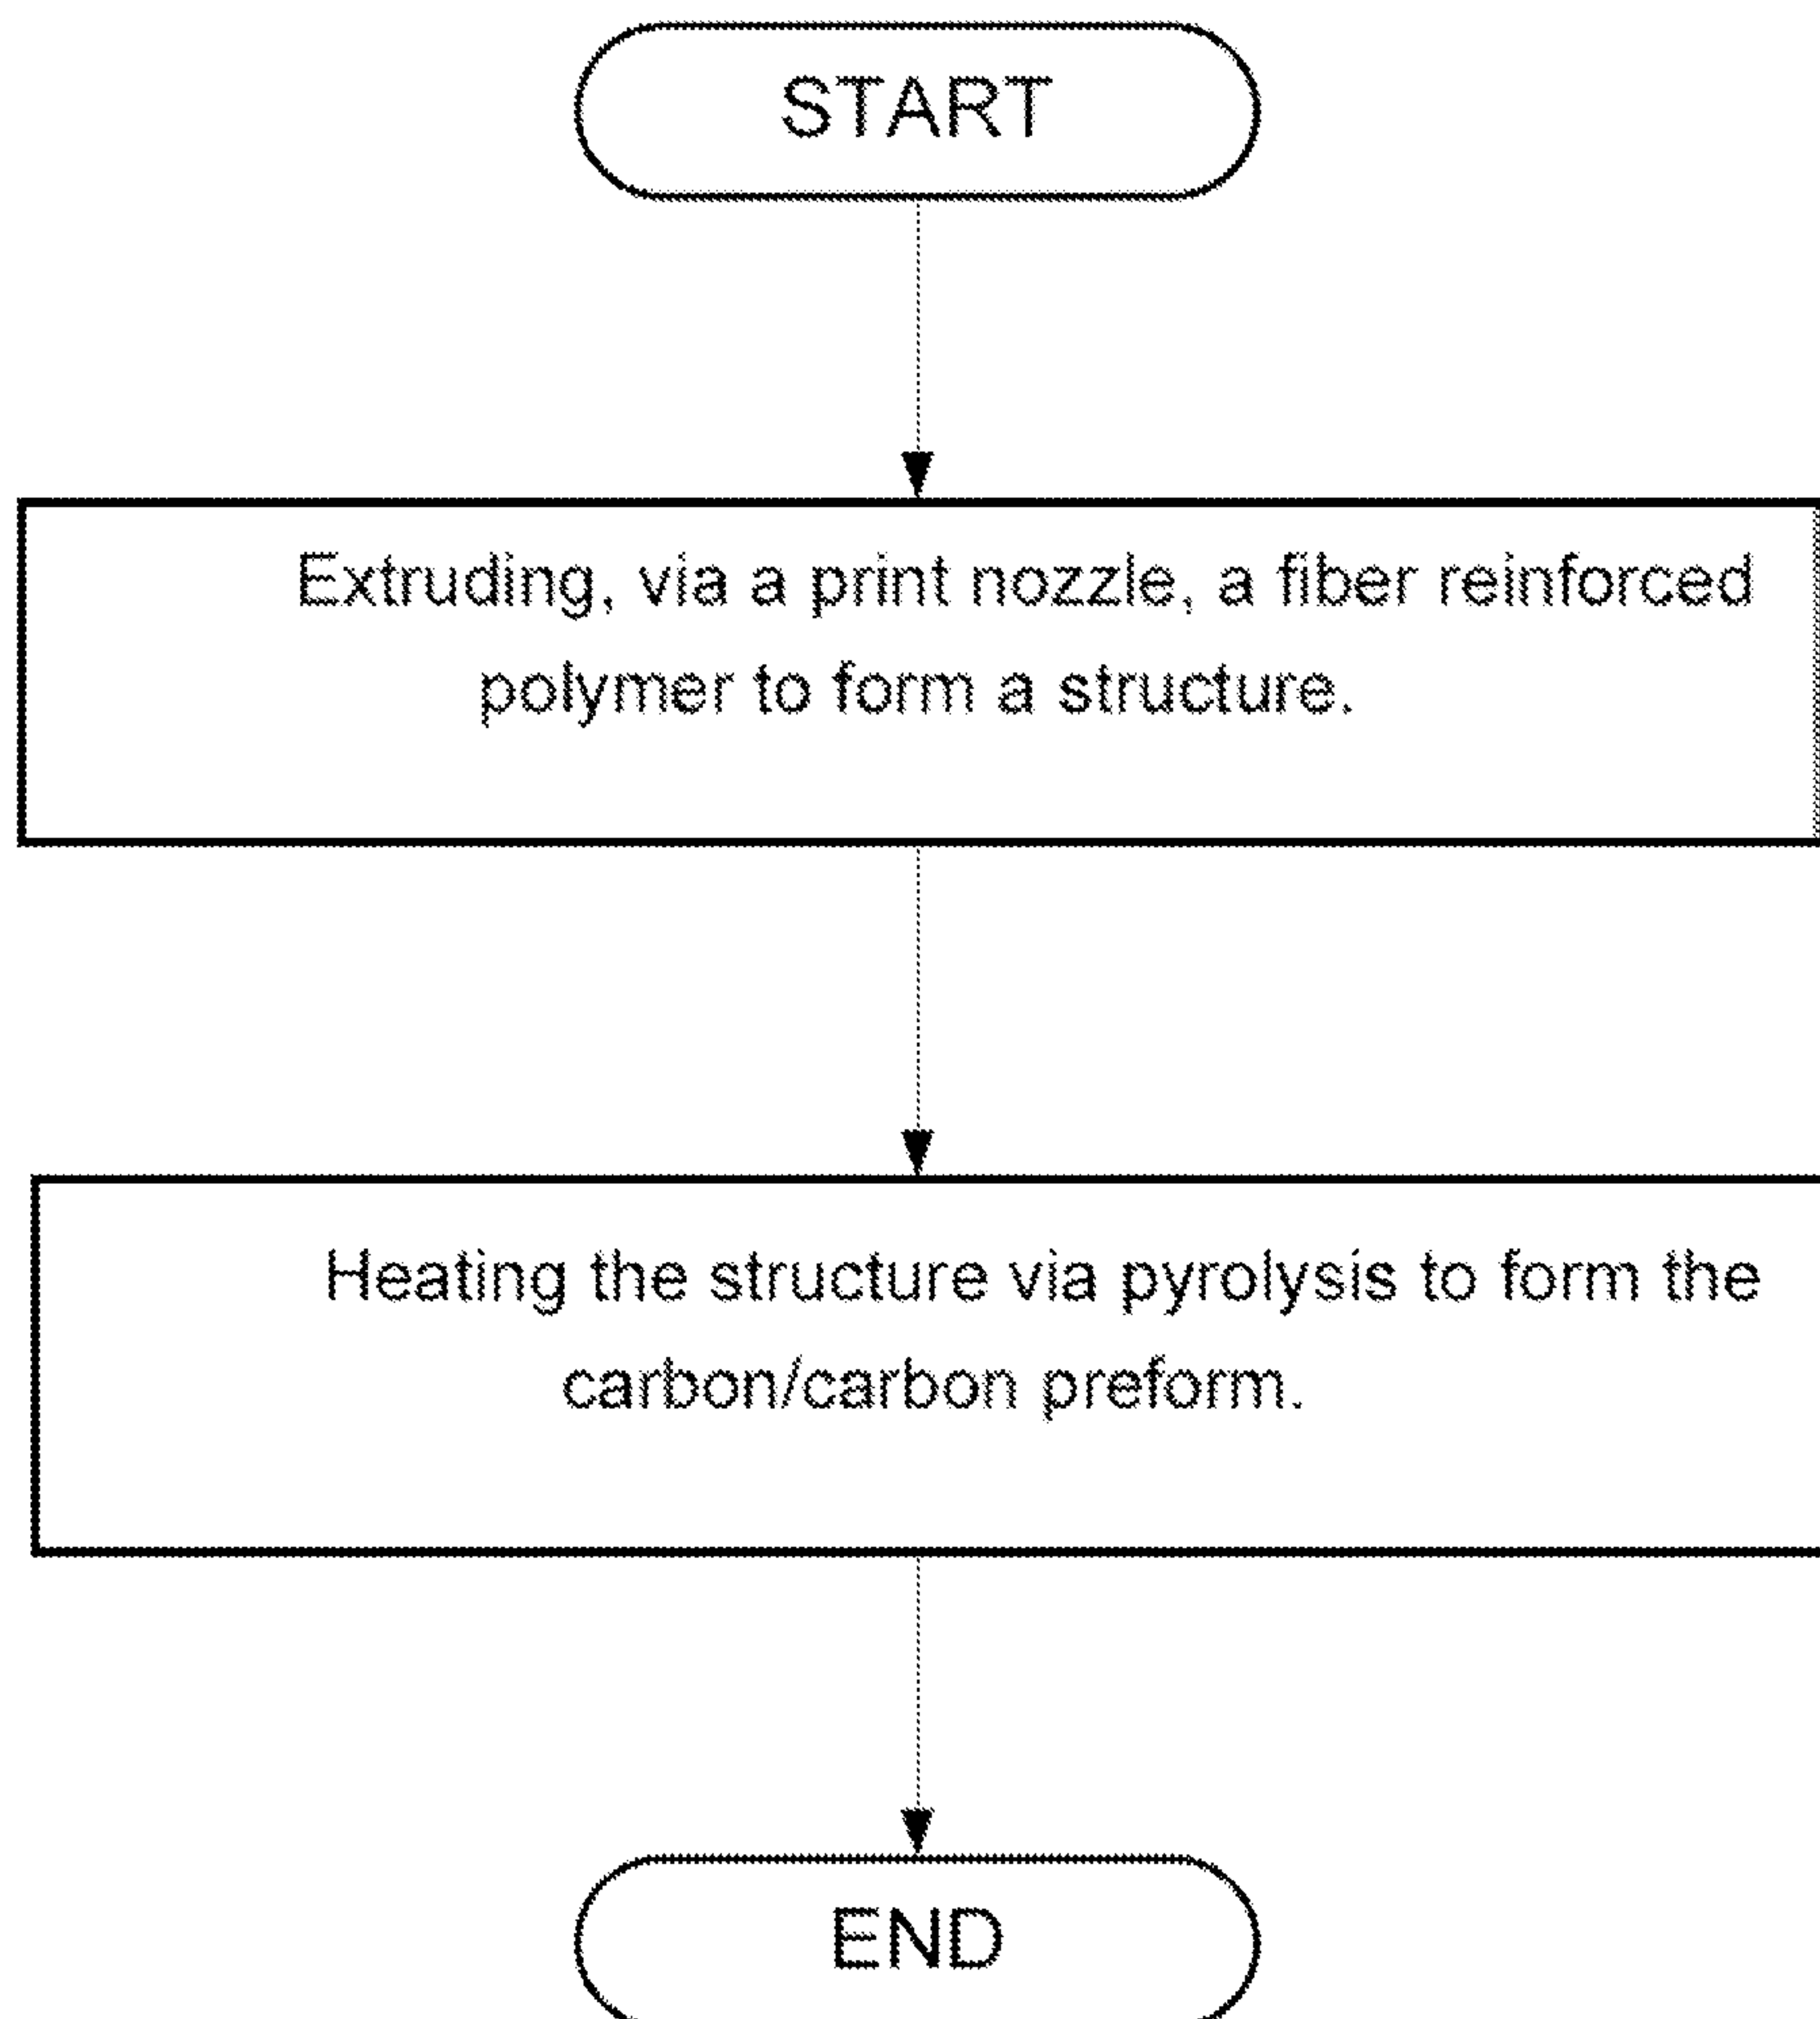 START
Extruding, via a print nozzle, a fiber reinforced
polymer to form a structure.
Heating the structure via pyrolysis to form the
carbon/carbon preform.
END